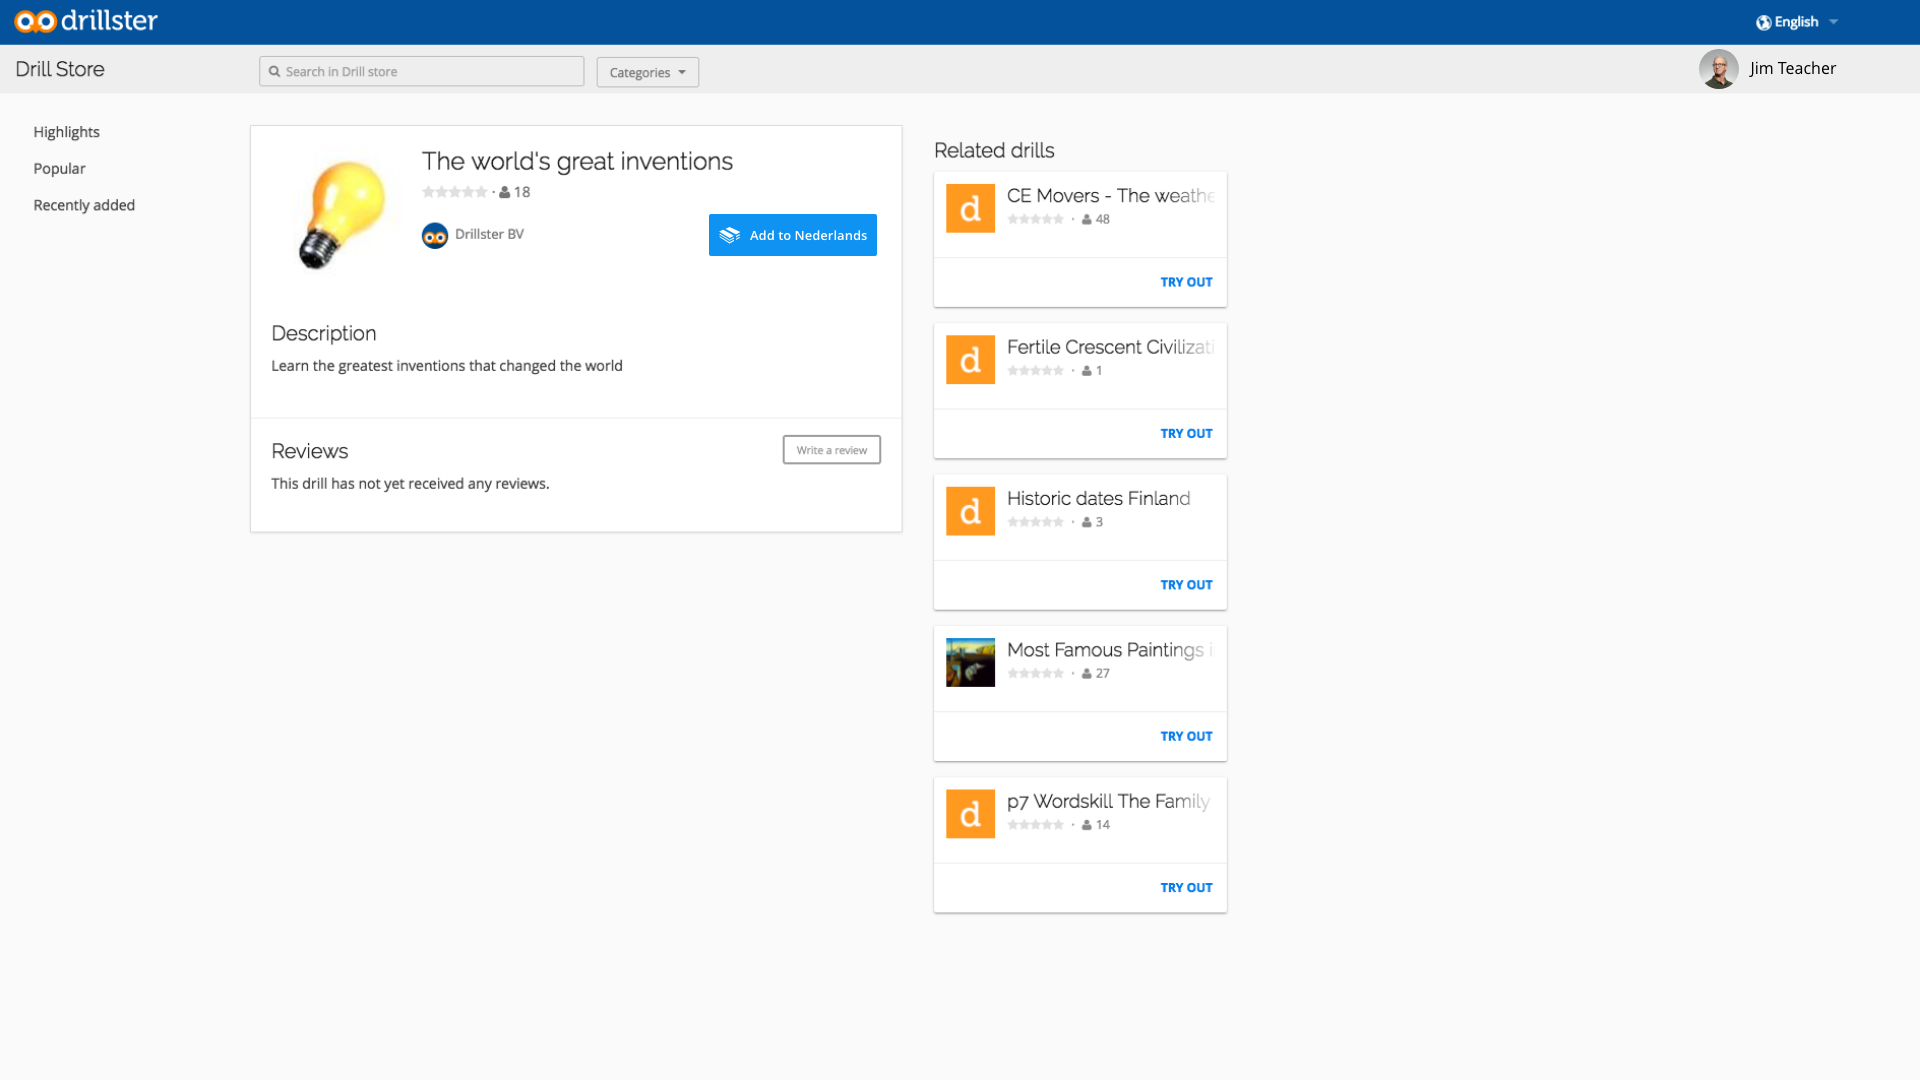 drillster
English
Drill Store
Search in Drill store
Categories
Jim Teacher
Highlights
Popular
Recently added
The world's great inventions
· 18
Drillster BV
Add to Nederlands
Description
Learn the greatest inventions that changed the world
Reviews
Write a review
This drill has not yet received any reviews.
Related drills
d
CE Movers - The weathe
· 48
TRY OUT
d
Fertile Crescent Civilizati
· 1
TRY OUT
d
Historic dates Finland
· 3
TRY OUT
Most Famous Paintings i
· 27
TRY OUT
d
p7 Wordskill The Family
· 14
TRY OUT